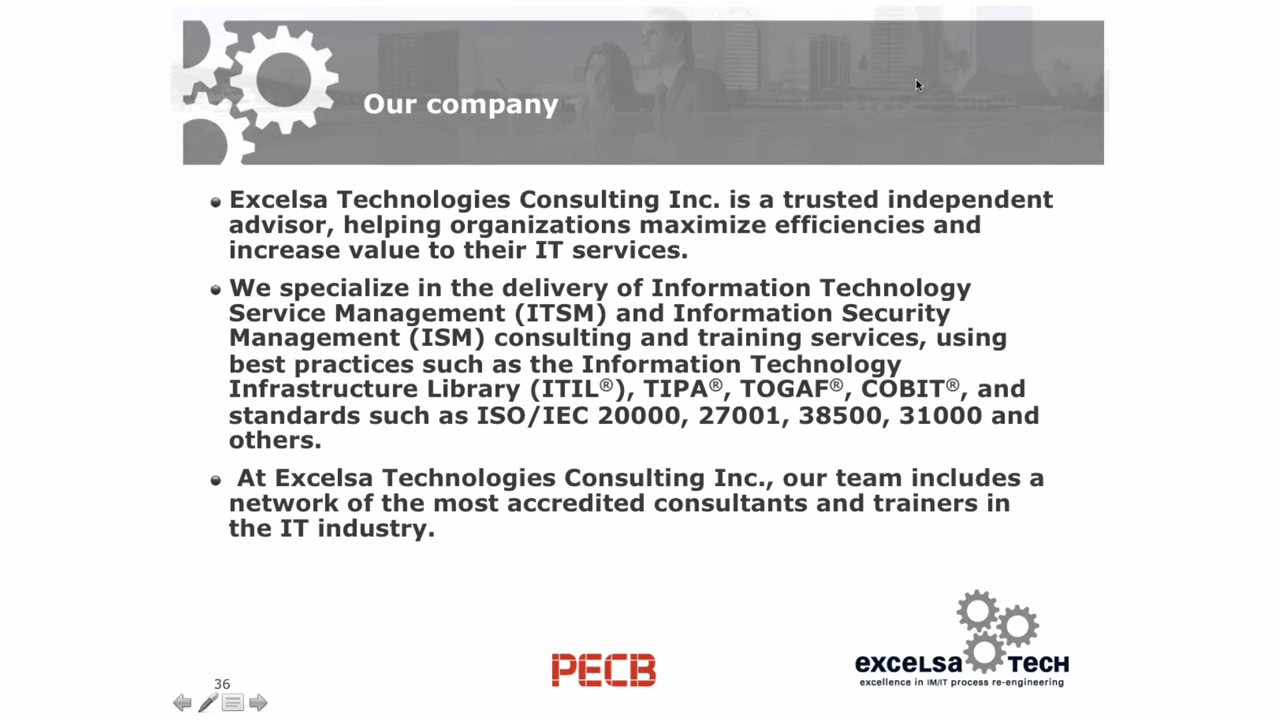 Our company
Excelsa Technologies Consulting Inc. is a trusted independent
advisor, helping organizations maximize efficiencies and
increase value to their IT services.
We specialize in the delivery of Information Technology
Service Management (ITSM) and Information Security
Management (ISM) consulting and training services, using
best practices such as the Information Technology
Infrastructure Library (ITIL®), TIPA®, TOGAF®, COBIT®, and
standards such as ISO/IEC 20000, 27001, 38500, 31000 and
others.
At Excelsa Technologies Consulting Inc., our team includes a
network of the most accredited consultants and trainers in
the IT industry.
PECB
excelsa TECH
excellence in IM/IT process re-engineering
36